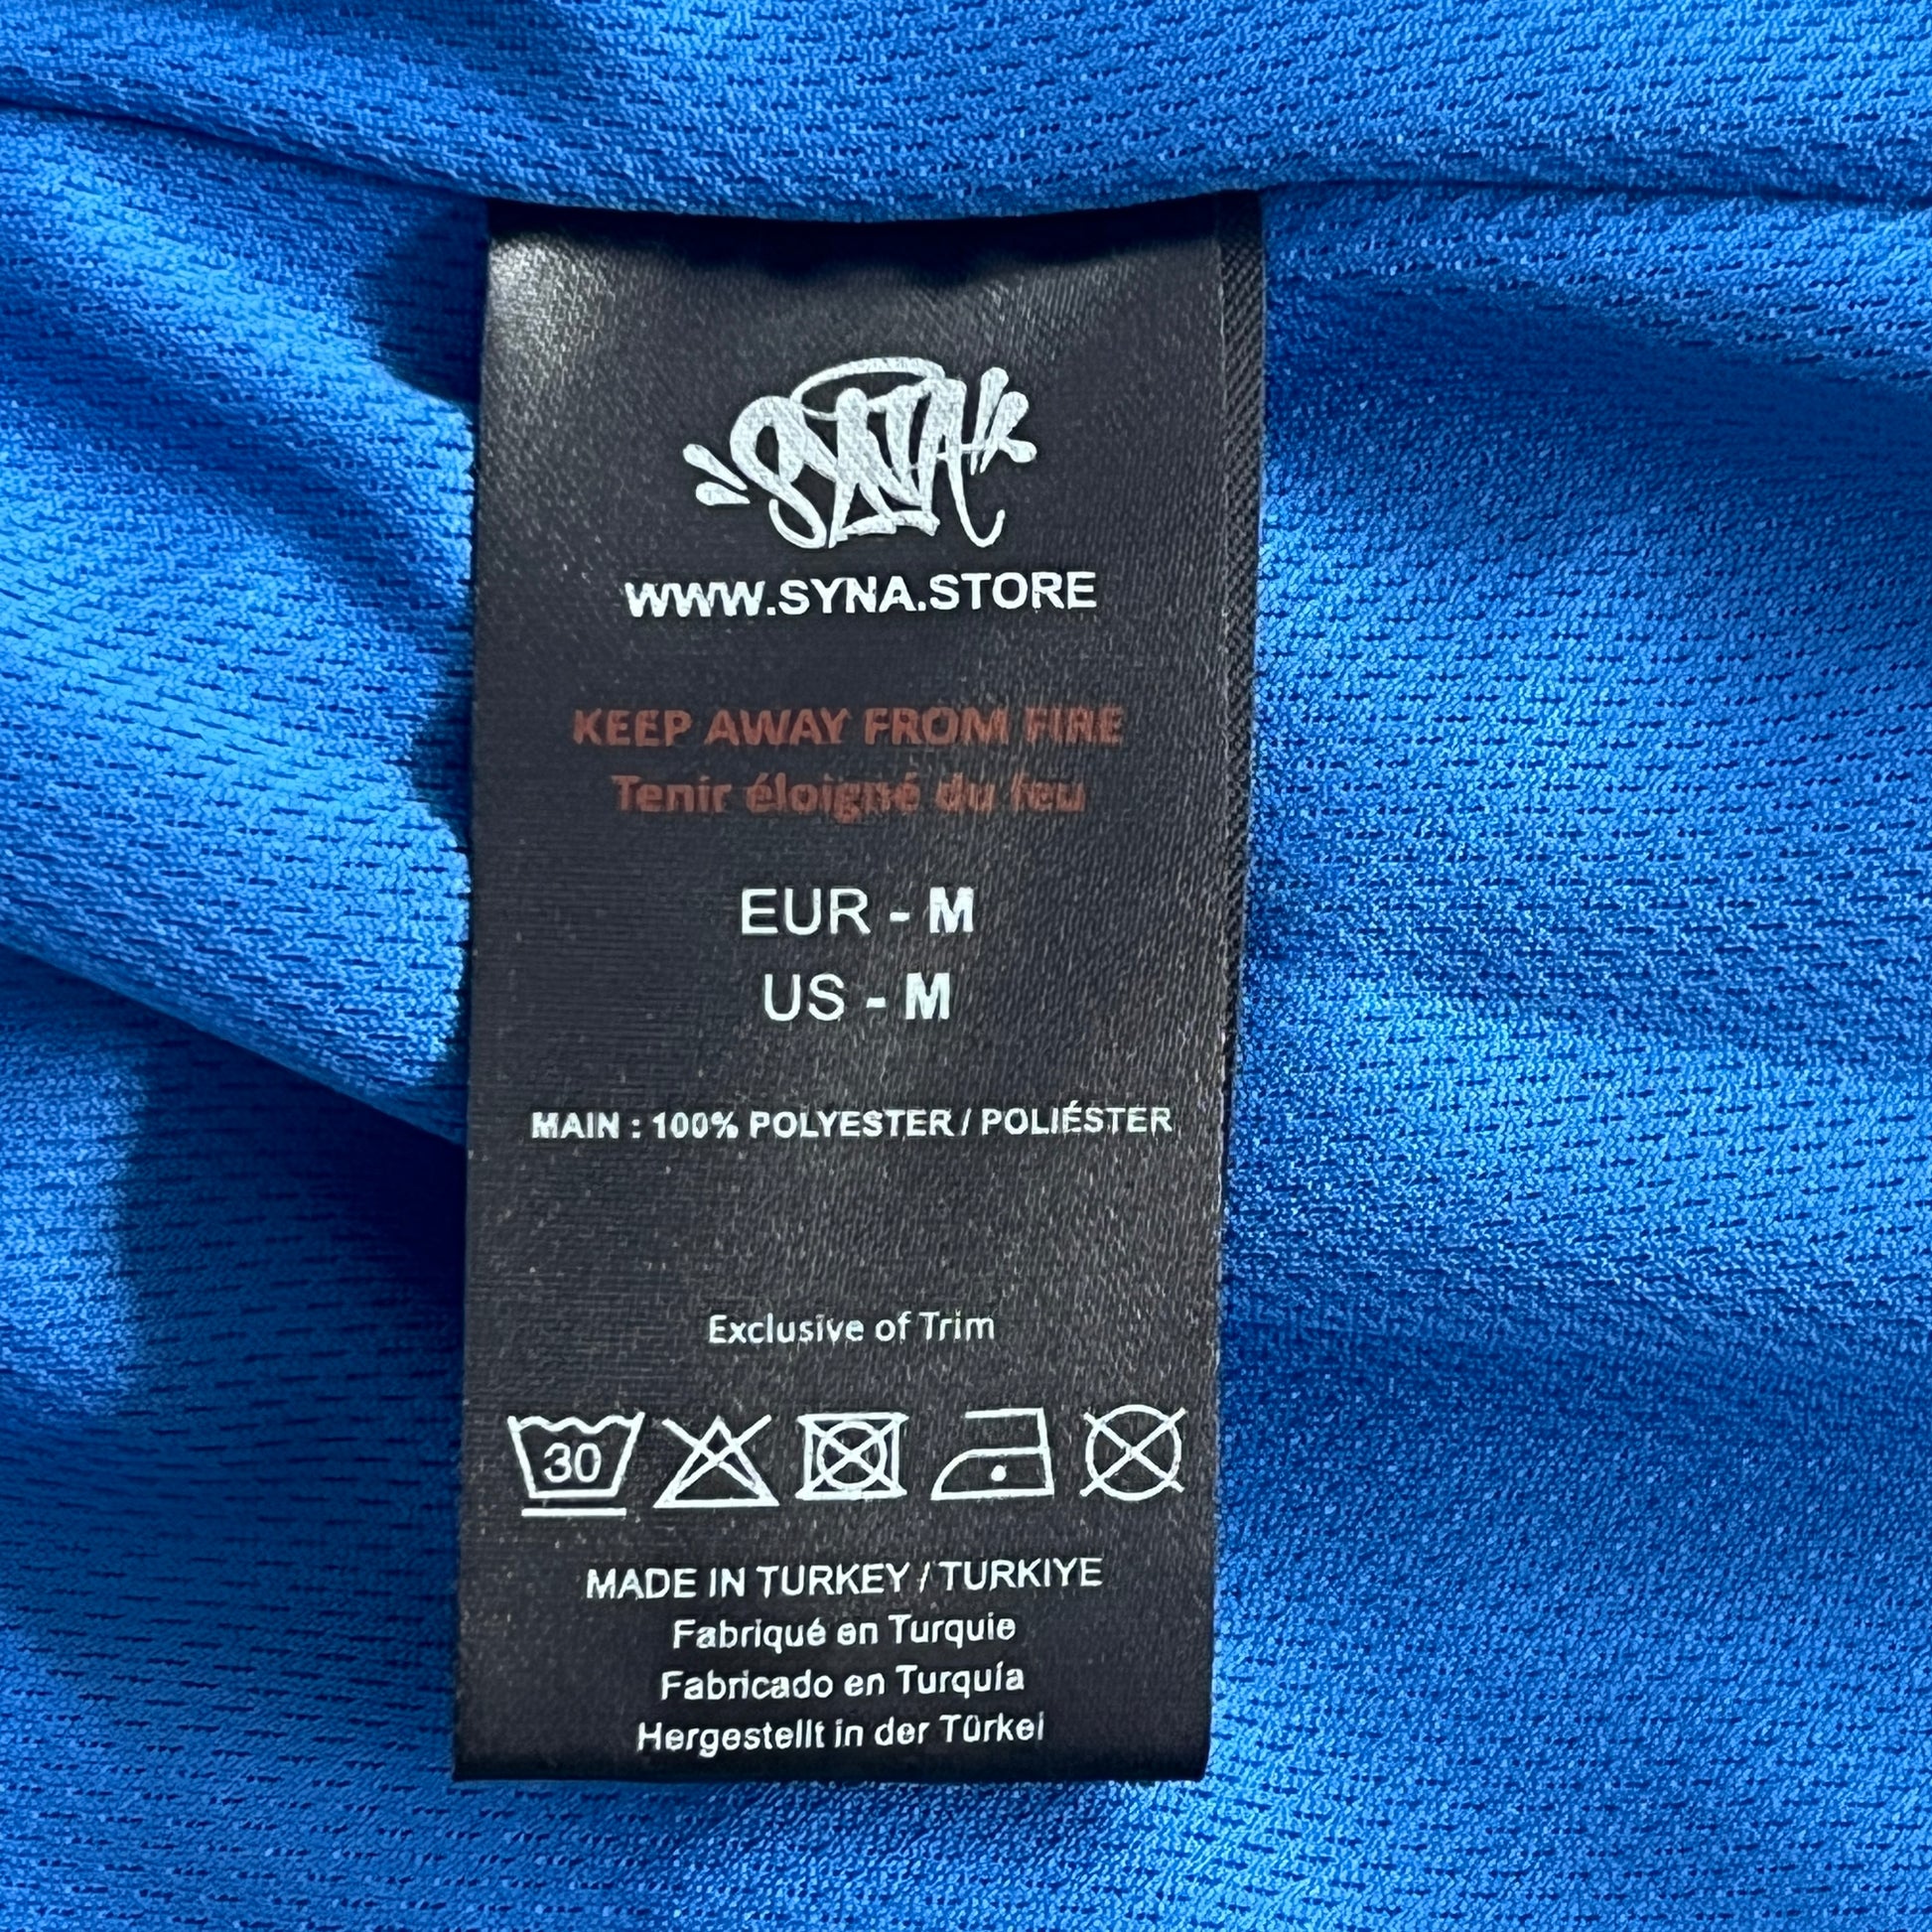 SYNA
WWW.SYNA.STORE
KEEP AWAY FROM FIRE
Tenir éloigné du feu
EUR - M
US - M
MAIN : 100% POLYESTER / POLIÉSTER
Exclusive of Trim
30
MADE IN TURKEY / TURKIYE
Fabriqué en Turquie
Fabricado en Turquía
Hergestellt in der Türkei